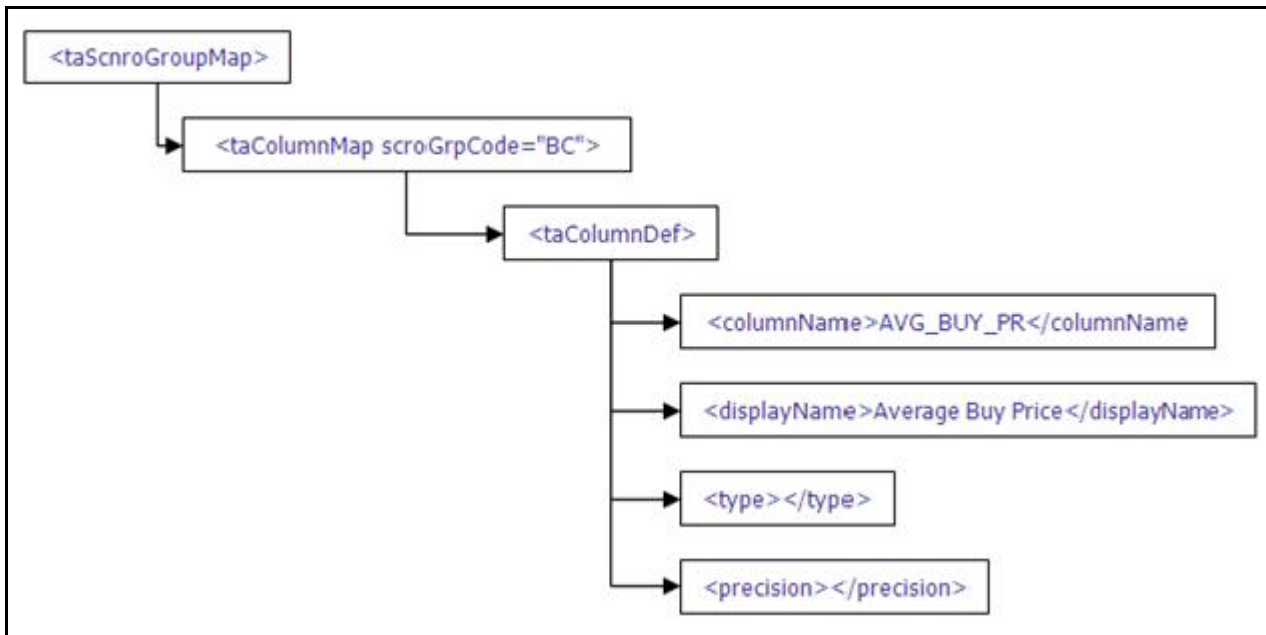 <taScnroGroupMap>
<taColumnMap scroGrpCode="BC">
<taColumnDef>
<columnName>AVG_BUY_PR</columnName
<displayName>Average Buy Price</displayName>
<type></type>
<precision></precision>